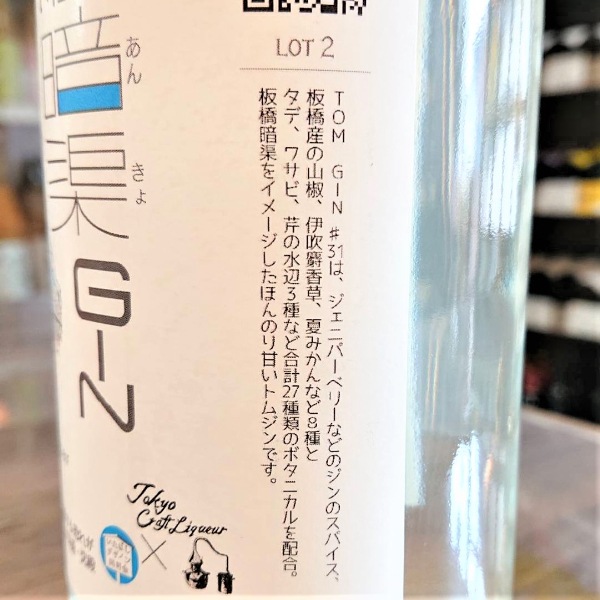 暗渠
あん
きょ
GIN
LOT 2
TOM GIN #31は、ジェニパーベリーなどのジンのスパイス、
板橋産の山椒、伊吹麝香草、夏みかんなど8種と
タデ、ワサビ、芹の水辺3種など合計27種類のボタニカルを配合。
板橋暗渠をイメージしたほんのり甘いトムジンです。
Tokyo
Craft Liqueur
×